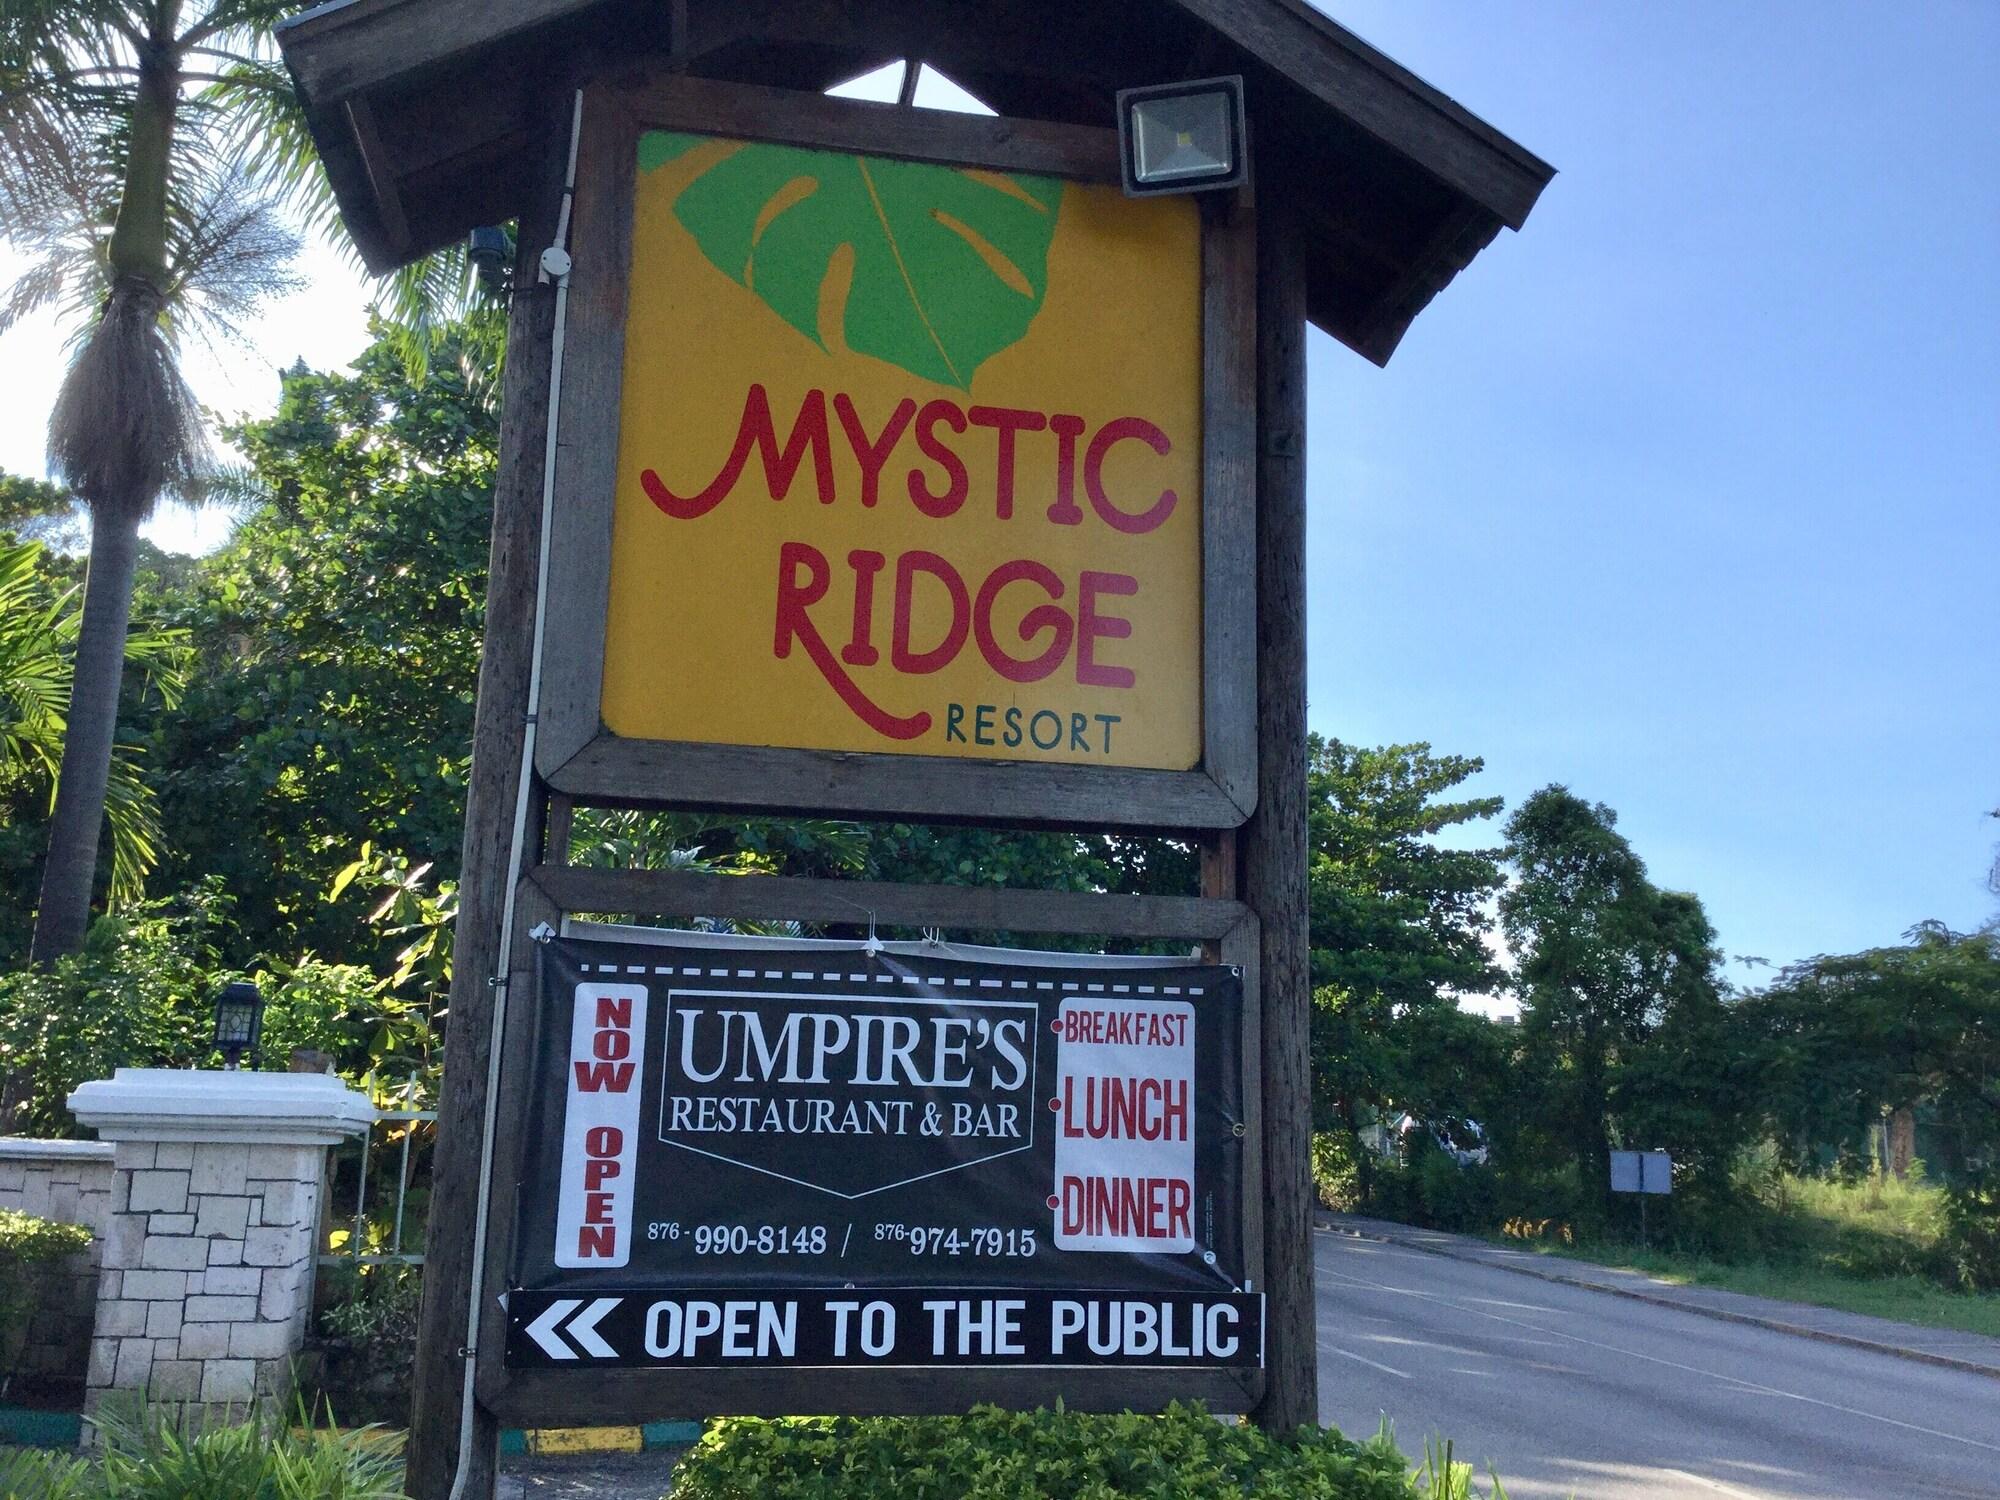 MYSTIC
RIDGE
RESORT
NOW OPEN
UMPIRE'S
RESTAURANT & BAR
876-990-8148 / 876-974-7915
•BREAKFAST
•LUNCH
•DINNER
OPEN TO THE PUBLIC